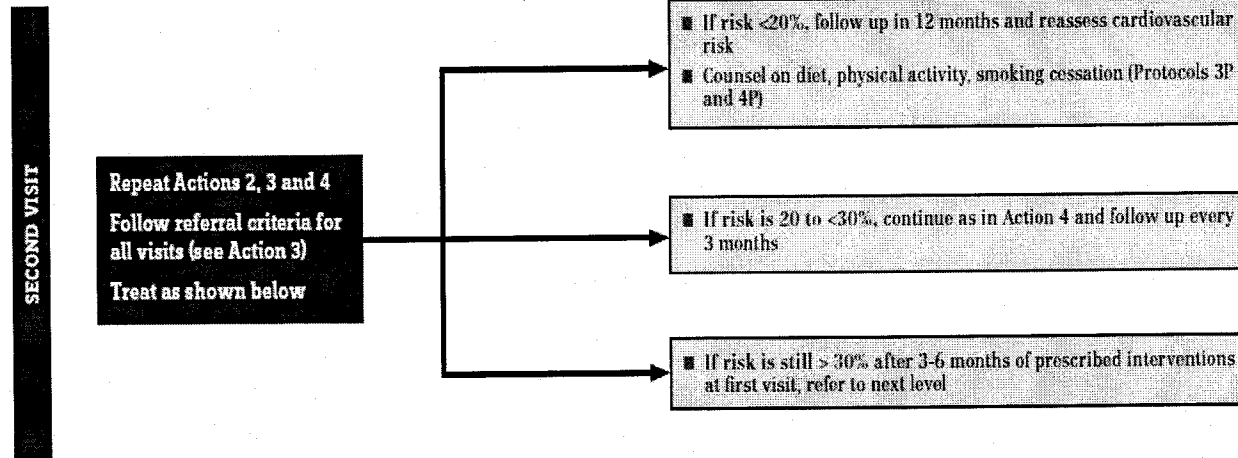 SECOND VISIT
Repeat Actions 2, 3 and 4
Follow referral criteria for
all visits (see Action 3)
Treat as shown below
■ If risk <20%, follow up in 12 months and reassess cardiovascular
risk
■ Counsel on diet, physical activity, smoking cessation (Protocols 3P
and 4P)
■ If risk is 20 to <30%, continue as in Action 4 and follow up every
3 months
■ If risk is still > 30% after 3-6 months of prescribed interventions
at first visit, refer to next level